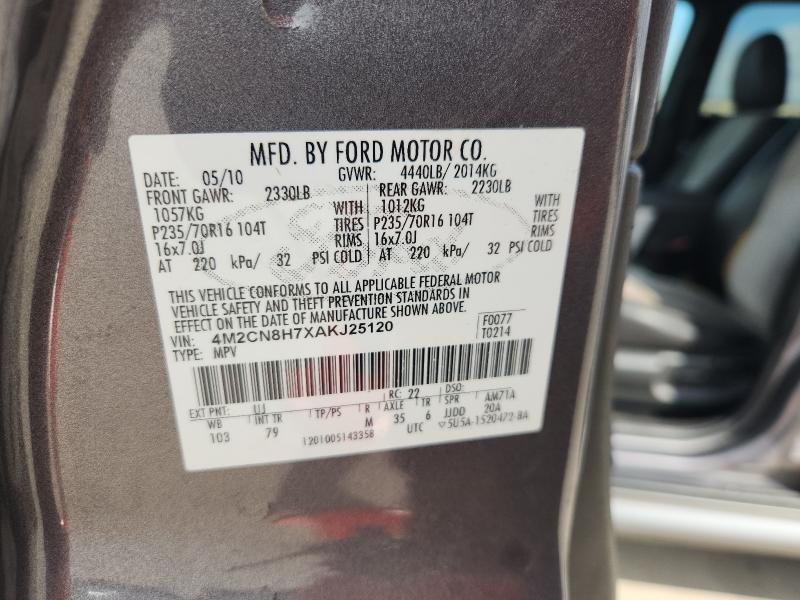 MFD. BY FORD MOTOR CO.
DATE: 05/10 GVWR: 4440LB/ 2014KG
FRONT GAWR: 2330LB REAR GAWR: 2230LB
1057KG WITH 1012KG WITH
P235/70R16 104T TIRES P235/70R16 104T TIRES
16x7.0J RIMS 16x7.0J RIMS
AT 220 kPa/ 32 PSI COLD AT 220 kPa/ 32 PSI COLD
THIS VEHICLE CONFORMS TO ALL APPLICABLE FEDERAL MOTOR
VEHICLE SAFETY AND THEFT PREVENTION STANDARDS IN
EFFECT ON THE DATE OF MANUFACTURE SHOWN ABOVE.
VIN: 4M2CN8H7XAKJ25120 F0077
TYPE: MPV T0214
EXT PNT: UJ RC: 22 DSO:
WB INT TR TP/PS R AXLE TR SPR AM71A
103 79 M 35 6 JJDD 20A
1201005143358 UTC ▽5U5A-1520472-BA